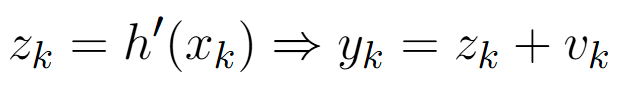 z_k = h′(x_k) ⇒ y_k = z_k + v_k